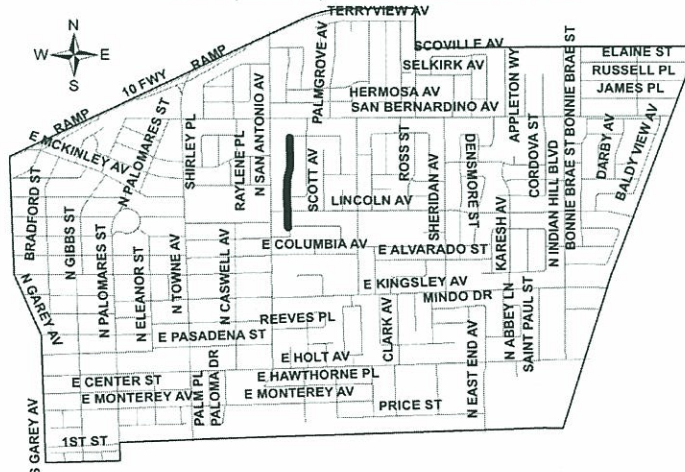 TERRYVIEW AV
N
W E
S
SCOVILLE AV
SELKIRK AV
ELAINE ST
RUSSELL PL
JAMES PL
10 FWY
RAMP
RAMP
PALMGROVE AV
HERMOSA AV
SAN BERNARDINO AV
APPLETON WY
BONNIE BRAE ST
E MCKINLEY AV
N PALOMARES ST
SHIRLEY PL
RAYLENE PL
N SAN ANTONIO AV
SCOTT AV
ROSS ST
SHERIDAN AV
DENSMORE ST
CORDOVA ST
N INDIAN HILL BLVD
BONNIE BRAE ST
DARBY AV
BALDY VIEW AV
LINCOLN AV
BRADFORD ST
N GIBBS ST
N PALOMARES ST
N ELEANOR ST
N TOWNE AV
N CASWELL AV
E COLUMBIA AV
E ALVARADO ST
KARESH AV
N GAREY AV
E KINGSLEY AV
MINDO DR
REEVES PL
E PASADENA ST
CLARK AV
N EAST END AV
N ABBEY LN
SAINT PAUL ST
E HOLT AV
E CENTER ST
E HAWTHORNE PL
E MONTEREY AV
PALM PL
PALOMA DR
E MONTEREY AV
PRICE ST
1ST ST
S GAREY AV